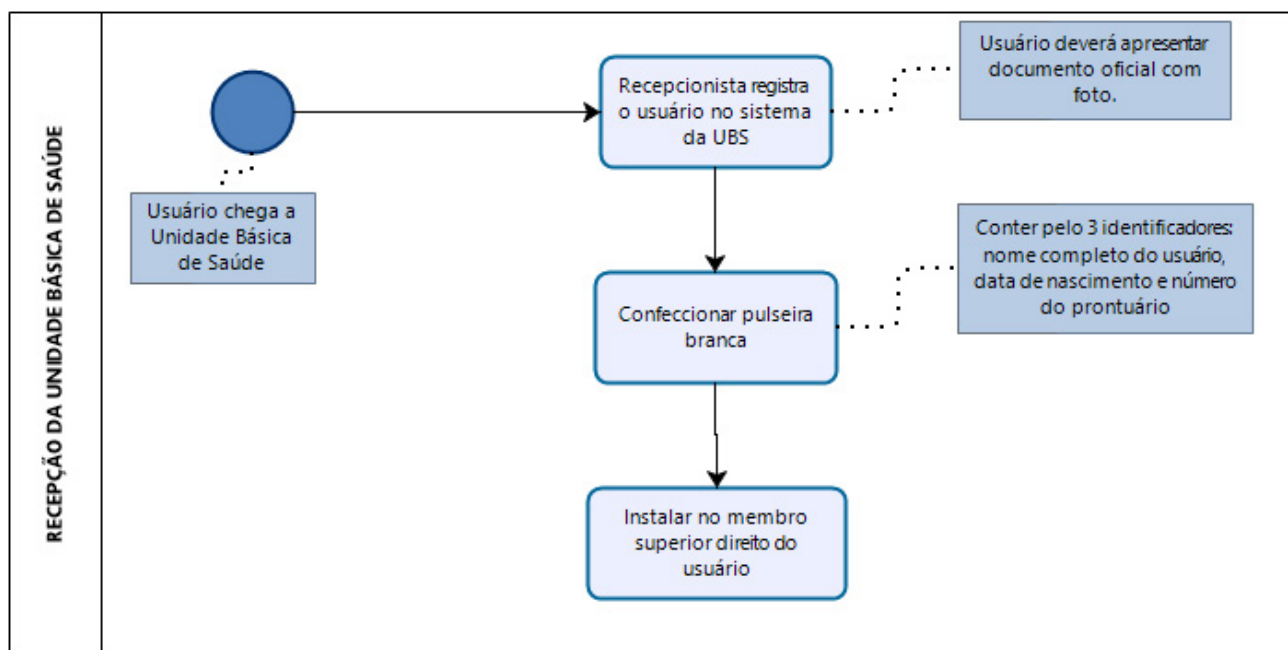 RECEPÇÃO DA UNIDADE BÁSICA DE SAÚDE
Usuário chega a
Unidade Básica
de Saúde
Recepcionista registra
o usuário no sistema
da UBS
Usuário deverá apresentar
documento oficial com
foto.
Confeccionar pulseira
branca
Conter pelo 3 identificadores:
nome completo do usuário,
data de nascimento e número
do prontuário
Instalar no membro
superior direito do
usuário